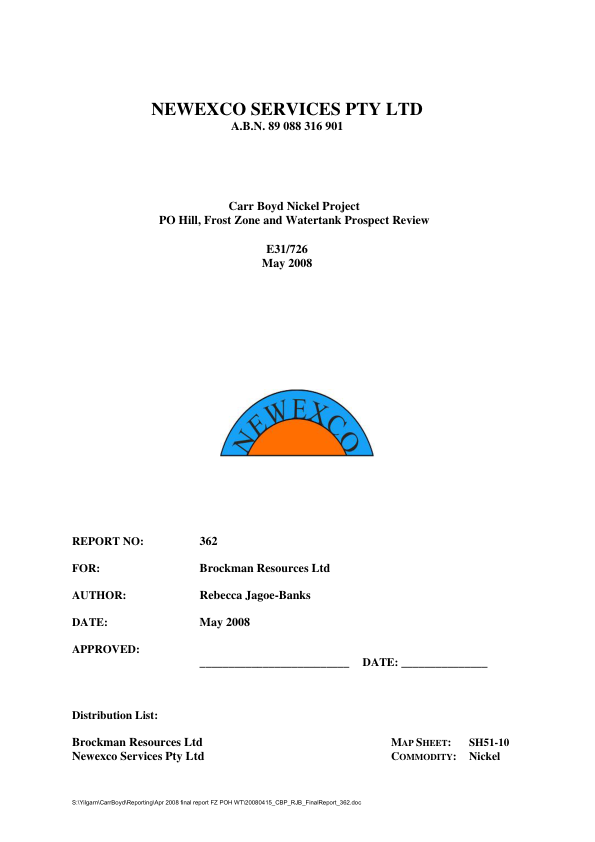 NEWEXCO SERVICES PTY LTD
A.B.N. 89 088 316 901
Carr Boyd Nickel Project
PO Hill, Frost Zone and Watertank Prospect Review
E31/726
May 2008
NEWEXCO
REPORT NO: 362
FOR: Brockman Resources Ltd
AUTHOR: Rebecca Jagoe-Banks
DATE: May 2008
APPROVED:
__________________________ DATE: _______________
Distribution List:
Brockman Resources Ltd MAP SHEET: SH51-10
Newexco Services Pty Ltd COMMODITY: Nickel
S:\Yilgarn\CarrBoyd\Reporting\Apr 2008 final report FZ POH WT\20080415_CBP_RJB_FinalReport_362.doc